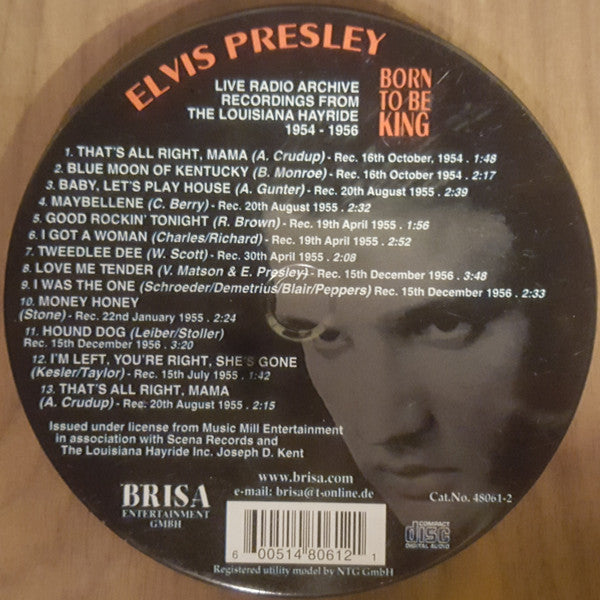 ELVIS PRESLEY
LIVE RADIO ARCHIVE
RECORDINGS FROM
THE LOUISIANA HAYRIDE
1954 - 1956
BORN
TO BE
KING
1. THAT'S ALL RIGHT, MAMA (A. Crudup) - Rec. 16th October, 1954 . 1:48
2. BLUE MOON OF KENTUCKY (B. Monroe) - Rec. 16th October 1954 . 2:17
3. BABY, LET'S PLAY HOUSE (A. Gunter) - Rec. 20th August 1955 . 2:39
4. MAYBELLENE (C. Berry) - Rec. 20th August 1955 . 2:32
5. GOOD ROCKIN' TONIGHT (R. Brown) - Rec. 19th April 1955 . 1:56
6. I GOT A WOMAN (Charles/Richard) - Rec. 19th April 1955 . 2:52
7. TWEEDLEE DEE (W. Scott) - Rec. 30th April 1955 . 2:08
8. LOVE ME TENDER (V. Matson & E. Presley) - Rec. 15th December 1956 . 3:48
9. I WAS THE ONE (Schroeder/Demetrius/Blair/Peppers) Rec. 15th December 1956 . 2:33
10. MONEY HONEY
(Stone) - Rec. 22nd January 1955 . 2:24
11. HOUND DOG (Leiber/Stoller)
Rec. 15th December 1956 . 3:20
12. I'M LEFT, YOU'RE RIGHT, SHE'S GONE
(Kesler/Taylor) - Rec. 15th July 1955 . 1:42
13. THAT'S ALL RIGHT, MAMA
(A. Crudup) - Rec. 20th August 1955 . 2:15
Issued under license from Music Mill Entertainment
in association with Scena Records and
The Louisiana Hayride Inc. Joseph D. Kent
www.brisa.com
e-mail: brisa@t-online.de
Cat.No. 48061-2
BRISA
ENTERTAINMENT
GMBH
6 00514 80612 1
COMPACT
disc
DIGITAL AUDIO
Registered utility model by NTG GmbH